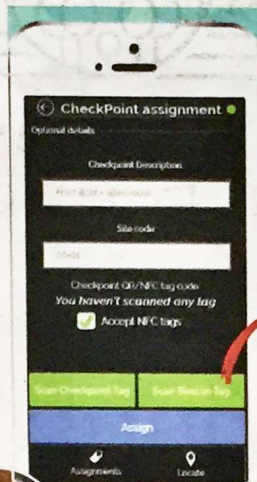 CheckPoint assignment
Optional details
Checkpoint Description
Site code
Checkpoint QR/NFC tag code
You haven't scanned any tag
Accept NFC tags
Scan Checkpoint Tag
Scan Beacon Tag
Assign
Assignments
Locate